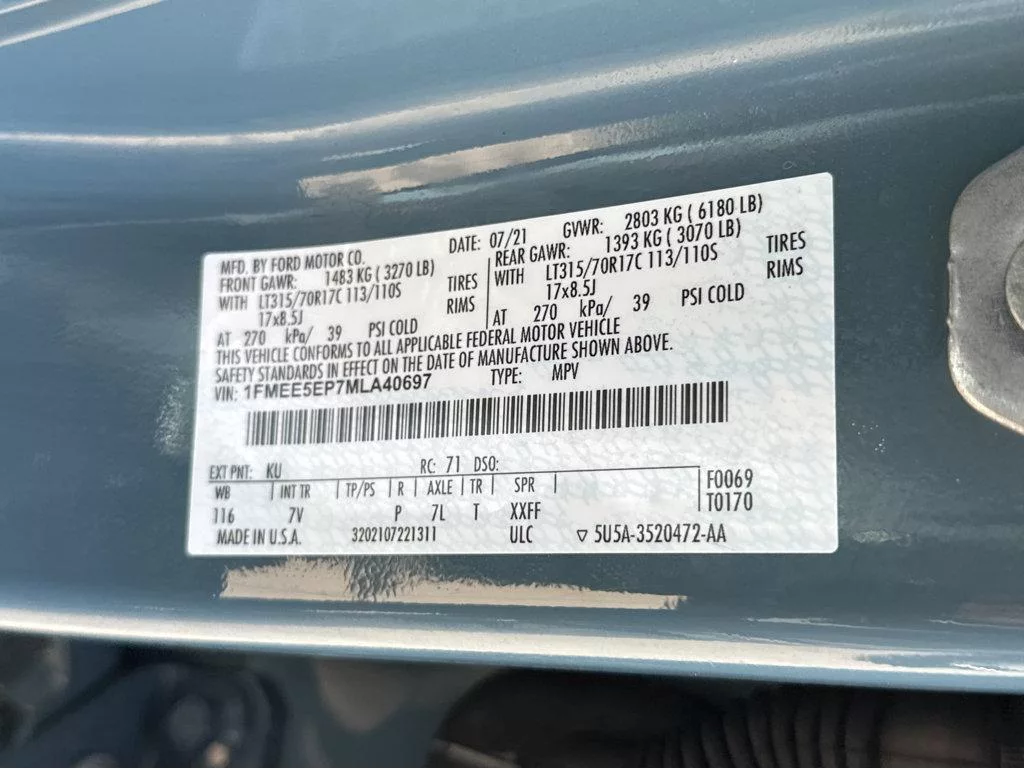 MFD. BY FORD MOTOR CO. DATE: 07/21 GVWR: 2803 KG ( 6180 LB)
FRONT GAWR: 1483 KG ( 3270 LB) REAR GAWR: 1393 KG ( 3070 LB)
WITH LT315/70R17C 113/110S TIRES WITH LT315/70R17C 113/110S TIRES
17x8.5J RIMS 17x8.5J RIMS
AT 270 kPa/ 39 PSI COLD AT 270 kPa/ 39 PSI COLD
THIS VEHICLE CONFORMS TO ALL APPLICABLE FEDERAL MOTOR VEHICLE
SAFETY STANDARDS IN EFFECT ON THE DATE OF MANUFACTURE SHOWN ABOVE.
VIN: 1FMEE5EP7MLA40697 TYPE: MPV
EXT PNT: KU RC: 71 DSO:
WB INT TR TP/PS R AXLE TR SPR F0069
116 7V P 7L T XXFF T0170
MADE IN U.S.A. 3202107221311 ULC ▽ 5U5A-3520472-AA